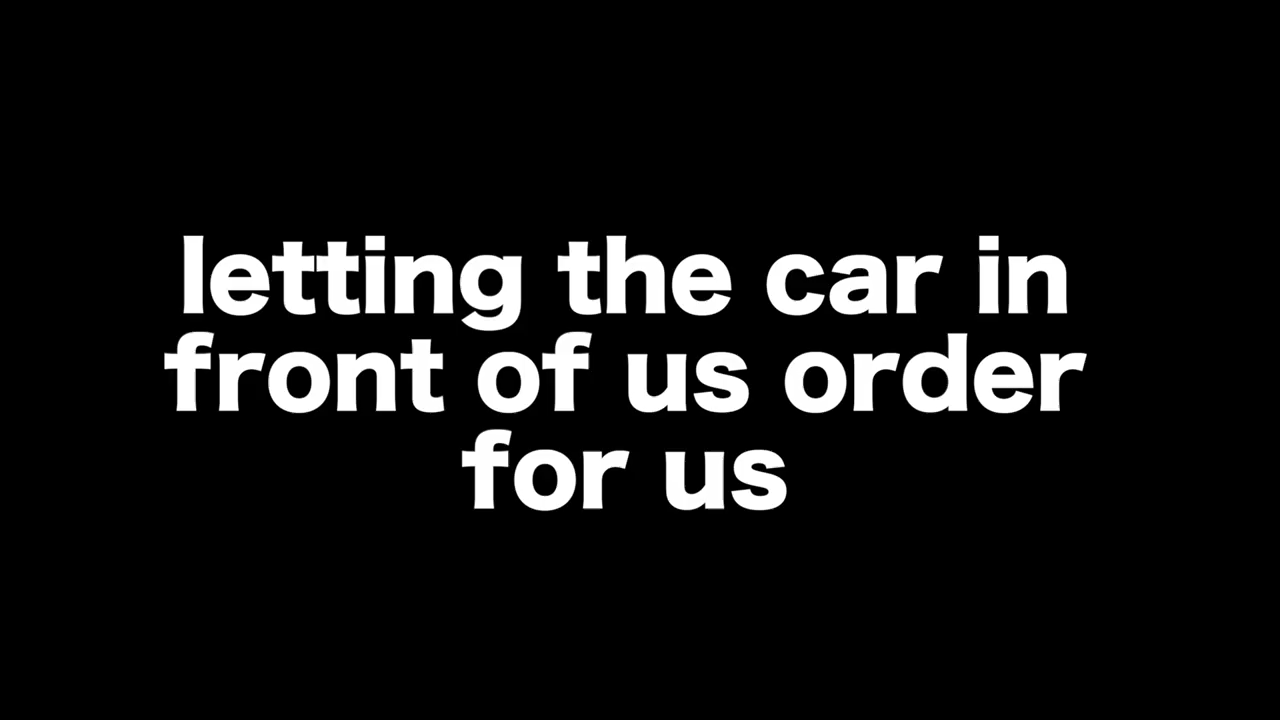 letting the car in
front of us order
for us